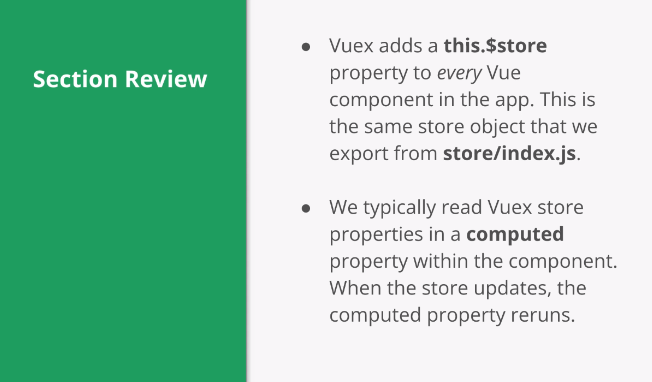 Section Review
● Vuex adds a this.$store
property to every Vue
component in the app. This is
the same store object that we
export from store/index.js.
● We typically read Vuex store
properties in a computed
property within the component.
When the store updates, the
computed property reruns.